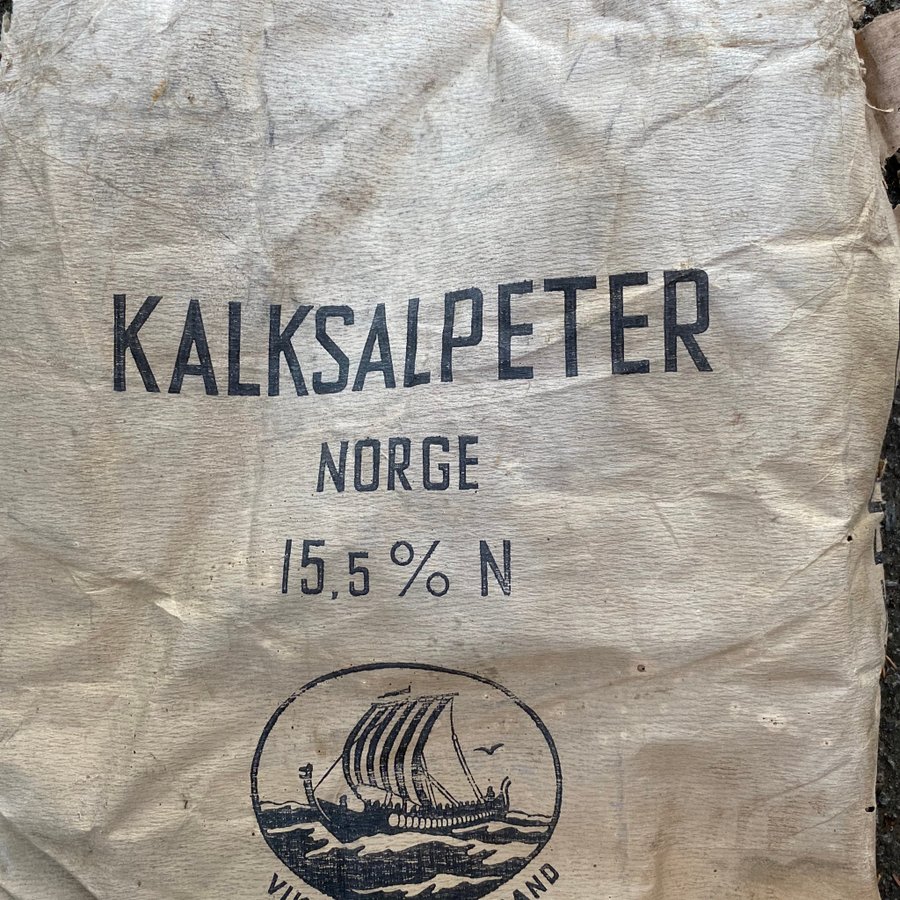 KALKSALPETER
NORGE
15,5 % N